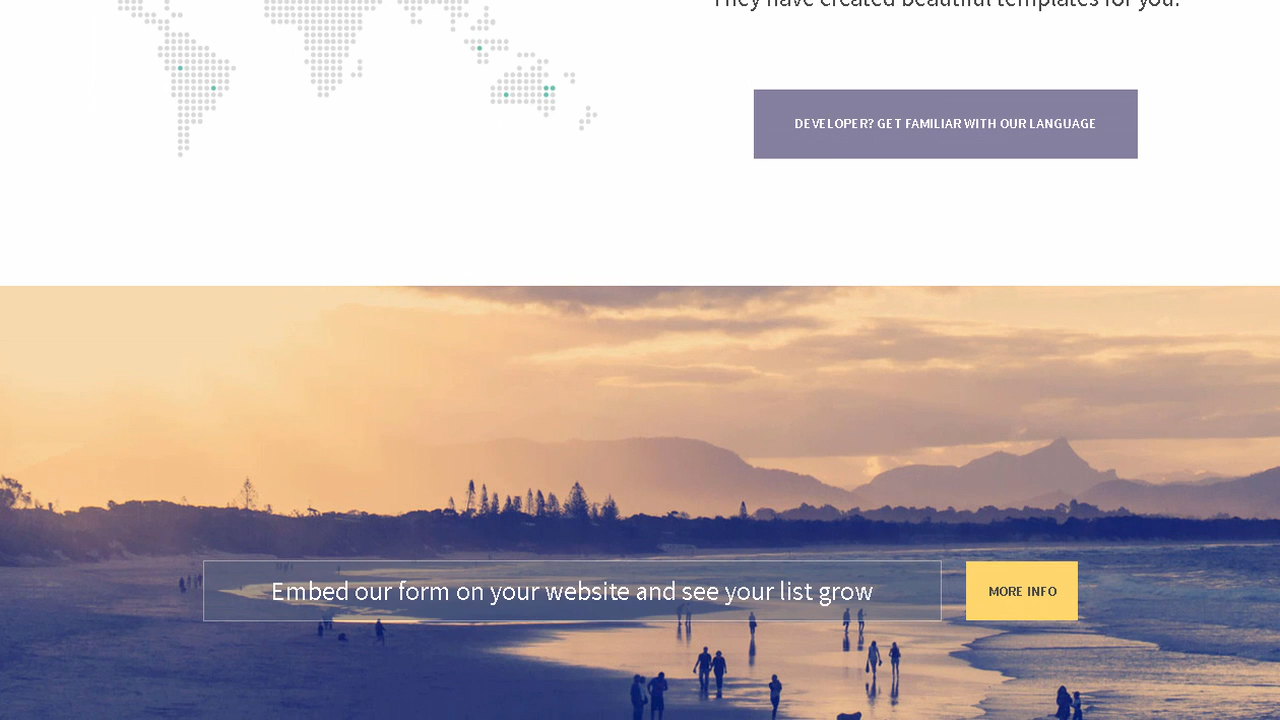 They have created beautiful templates for you.
DEVELOPER? GET FAMILIAR WITH OUR LANGUAGE
Embed our form on your website and see your list grow
MORE INFO